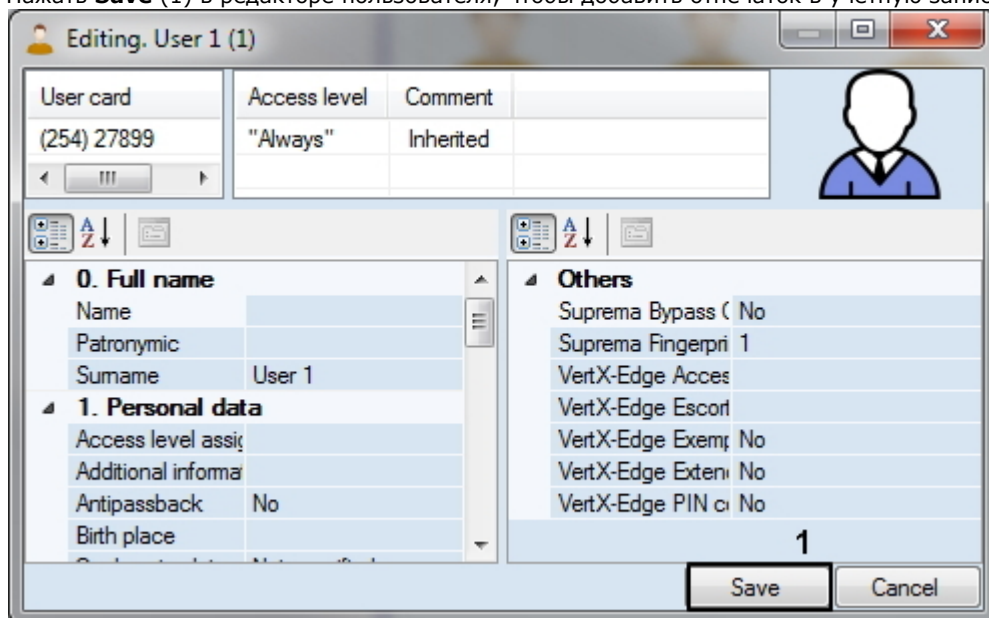 нажать Save (1) в редакторе пользователя, чтобы добавить отпечаток в учетную
Editing. User 1 (1)
User card Access level Comment
(254) 27899 "Always" Inherited
0. Full name
Name
Patronymic
Surname User 1
1. Personal data
Access level assig
Additional informa
Antipassback No
Birth place
Others
Suprema Bypass ( No
Suprema Fingerpri 1
VertX-Edge Acces
VertX-Edge Escort
VertX-Edge Exemp No
VertX-Edge Exten No
VertX-Edge PIN c No
1
Save Cancel